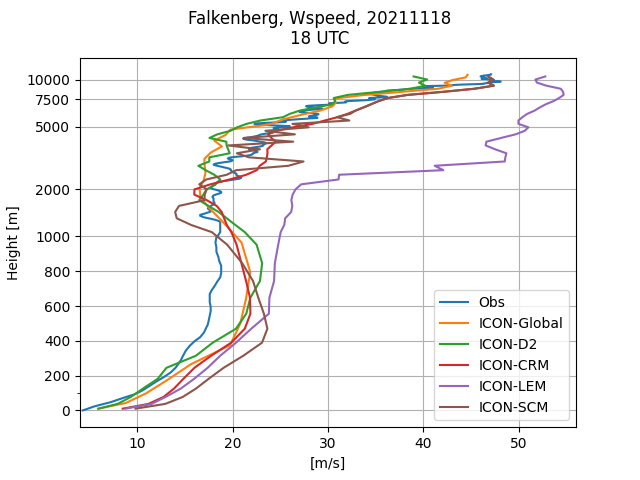 Falkenberg, Wspeed, 20211118
18 UTC
Height [m]
10000
7500
5000
2000
1000
800
600
400
200
0
10
20
30
40
50
[m/s]
Obs
ICON-Global
ICON-D2
ICON-CRM
ICON-LEM
ICON-SCM